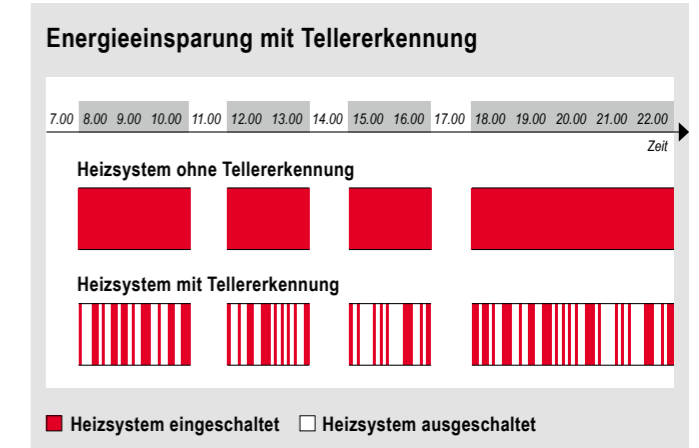 Energieeinsparung mit Tellererkennung
7.00 8.00 9.00 10.00 11.00 12.00 13.00 14.00 15.00 16.00 17.00 18.00 19.00 20.00 21.00 22.00
Zeit
Heizsystem ohne Tellererkennung
Heizsystem mit Tellererkennung
Heizsystem eingeschaltet Heizsystem ausgeschaltet